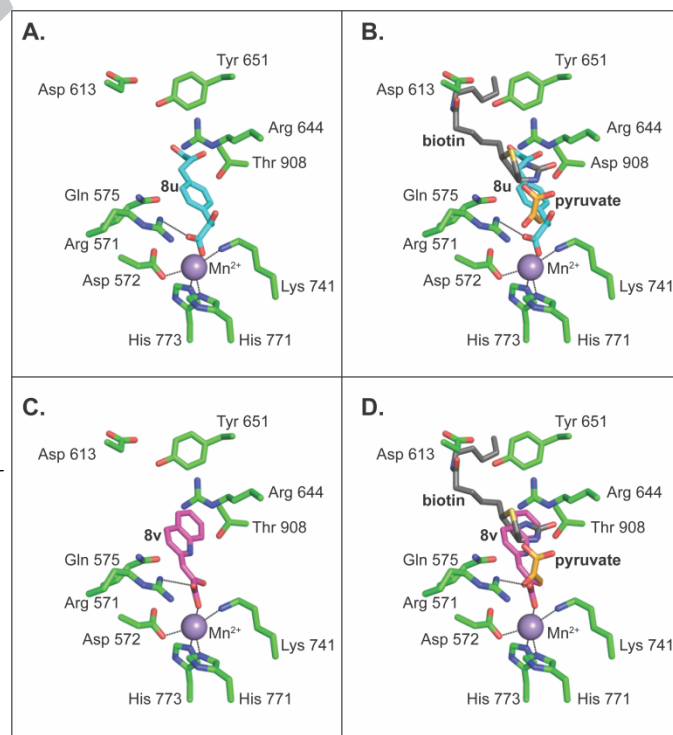 A.
Tyr 651
Asp 613
Arg 644
Thr 908
8u
Gln 575
Arg 571
Asp 572
Mn2+
Lys 741
His 773
His 771
B.
Tyr 651
Asp 613
biotin
Arg 644
Asp 908
8u
Gln 575
pyruvate
Arg 571
Asp 572
Mn2+
Lys 741
His 773
His 771
C.
Tyr 651
Asp 613
Arg 644
Thr 908
8v
Gln 575
Arg 571
Asp 572
Mn2+
Lys 741
His 773
His 771
D.
Tyr 651
Asp 613
biotin
Arg 644
Thr 908
8v
Gln 575
pyruvate
Arg 571
Asp 572
Mn2+
Lys 741
His 773
His 771